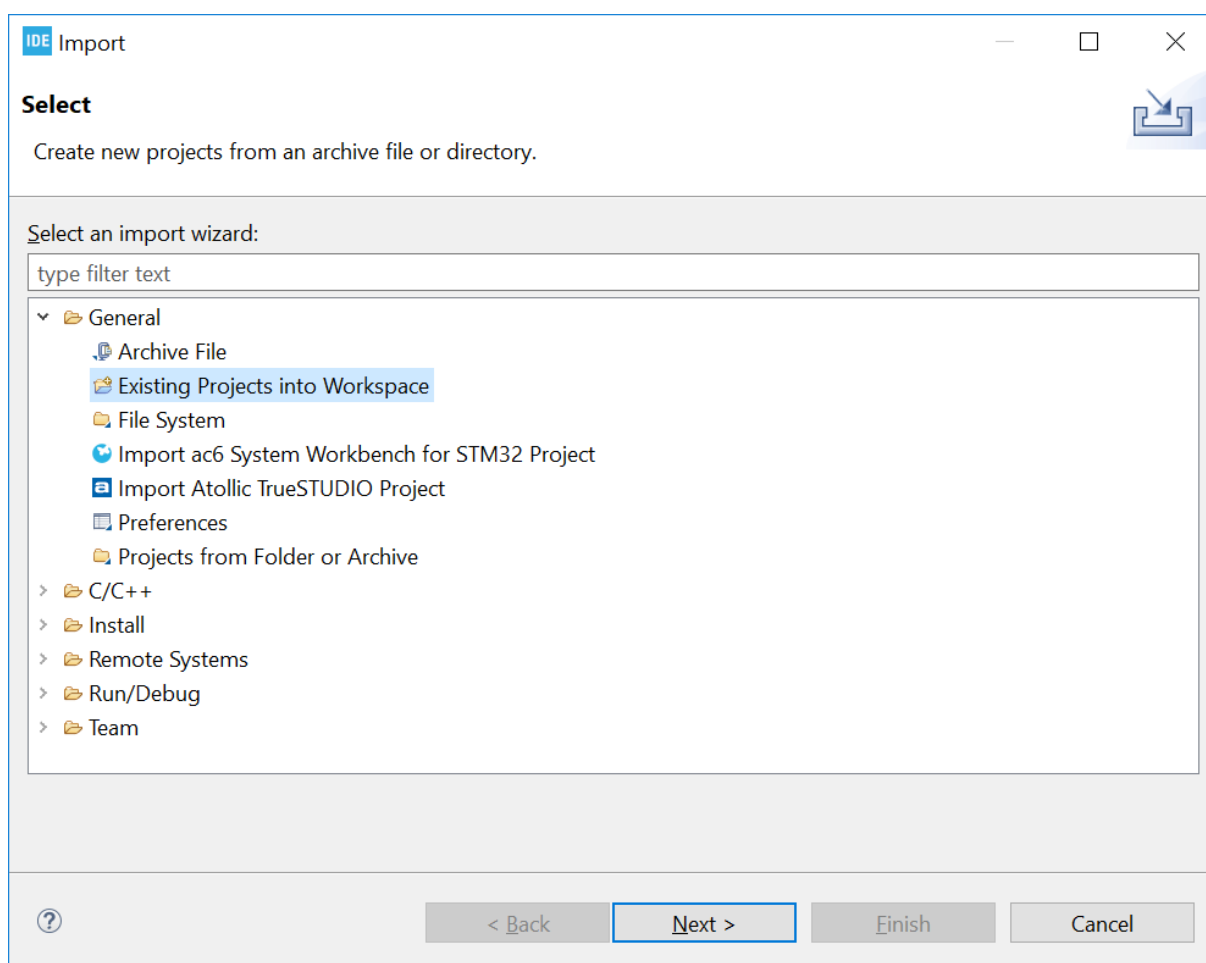 IDE Import
Select
Create new projects from an archive file or directory.
Select an import wizard:
type filter text
General
Archive File
Existing Projects into Workspace
File System
Import ac6 System Workbench for STM32 Project
a Import Atollic TrueSTUDIO Project
Preferences
Projects from Folder or Archive
C/C++
Install
Remote Systems
Run/Debug
Team
? < Back Next > Finish Cancel